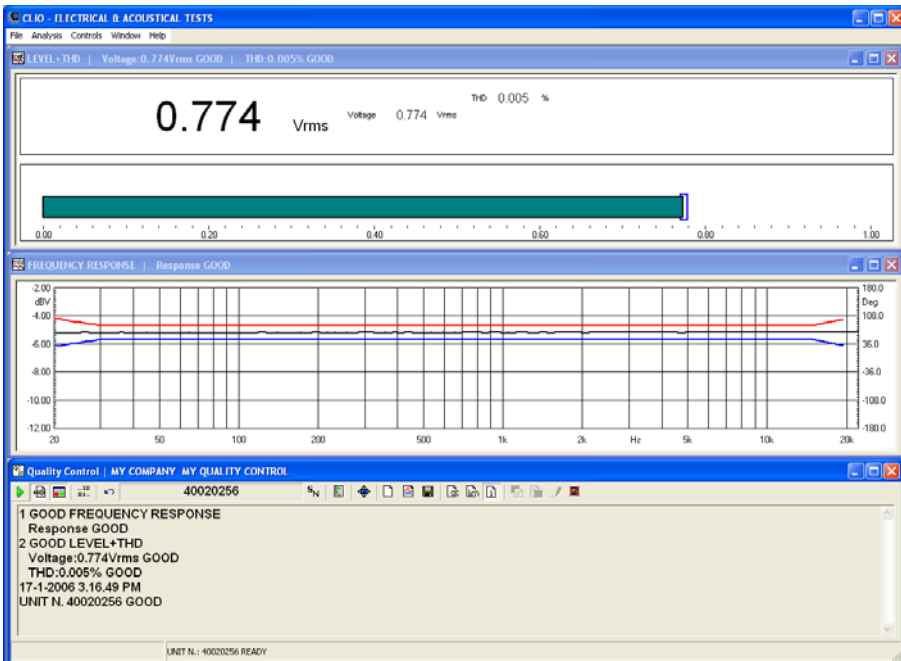 CLIO - ELECTRICAL & ACOUSTICAL TESTS
File Analysis Controls Window Help
LEVEL+THD | Voltage:0.774Vrms GOOD | THD:0.005% GOOD
0.774 Vrms Voltage 0.774 Vrms THD 0.005 %
0.00 0.20 0.40 0.60 0.80 1.00
FREQUENCY RESPONSE | Response GOOD
-2.00 180.0
dBV Deg
-4.00 108.0
-6.00 36.0
-8.00 -36.0
-10.00 -108.0
-12.00 -180.0
20 50 100 200 500 1k 2k Hz 5k 10k 20k
Quality Control | MY COMPANY MY QUALITY CONTROL
40020256 SN
1 GOOD FREQUENCY RESPONSE
Response GOOD
2 GOOD LEVEL+THD
Voltage:0.774Vrms GOOD
THD:0.005% GOOD
17-1-2006 3.16.49 PM
UNIT N. 40020256 GOOD
UNIT N.: 40020256 READY